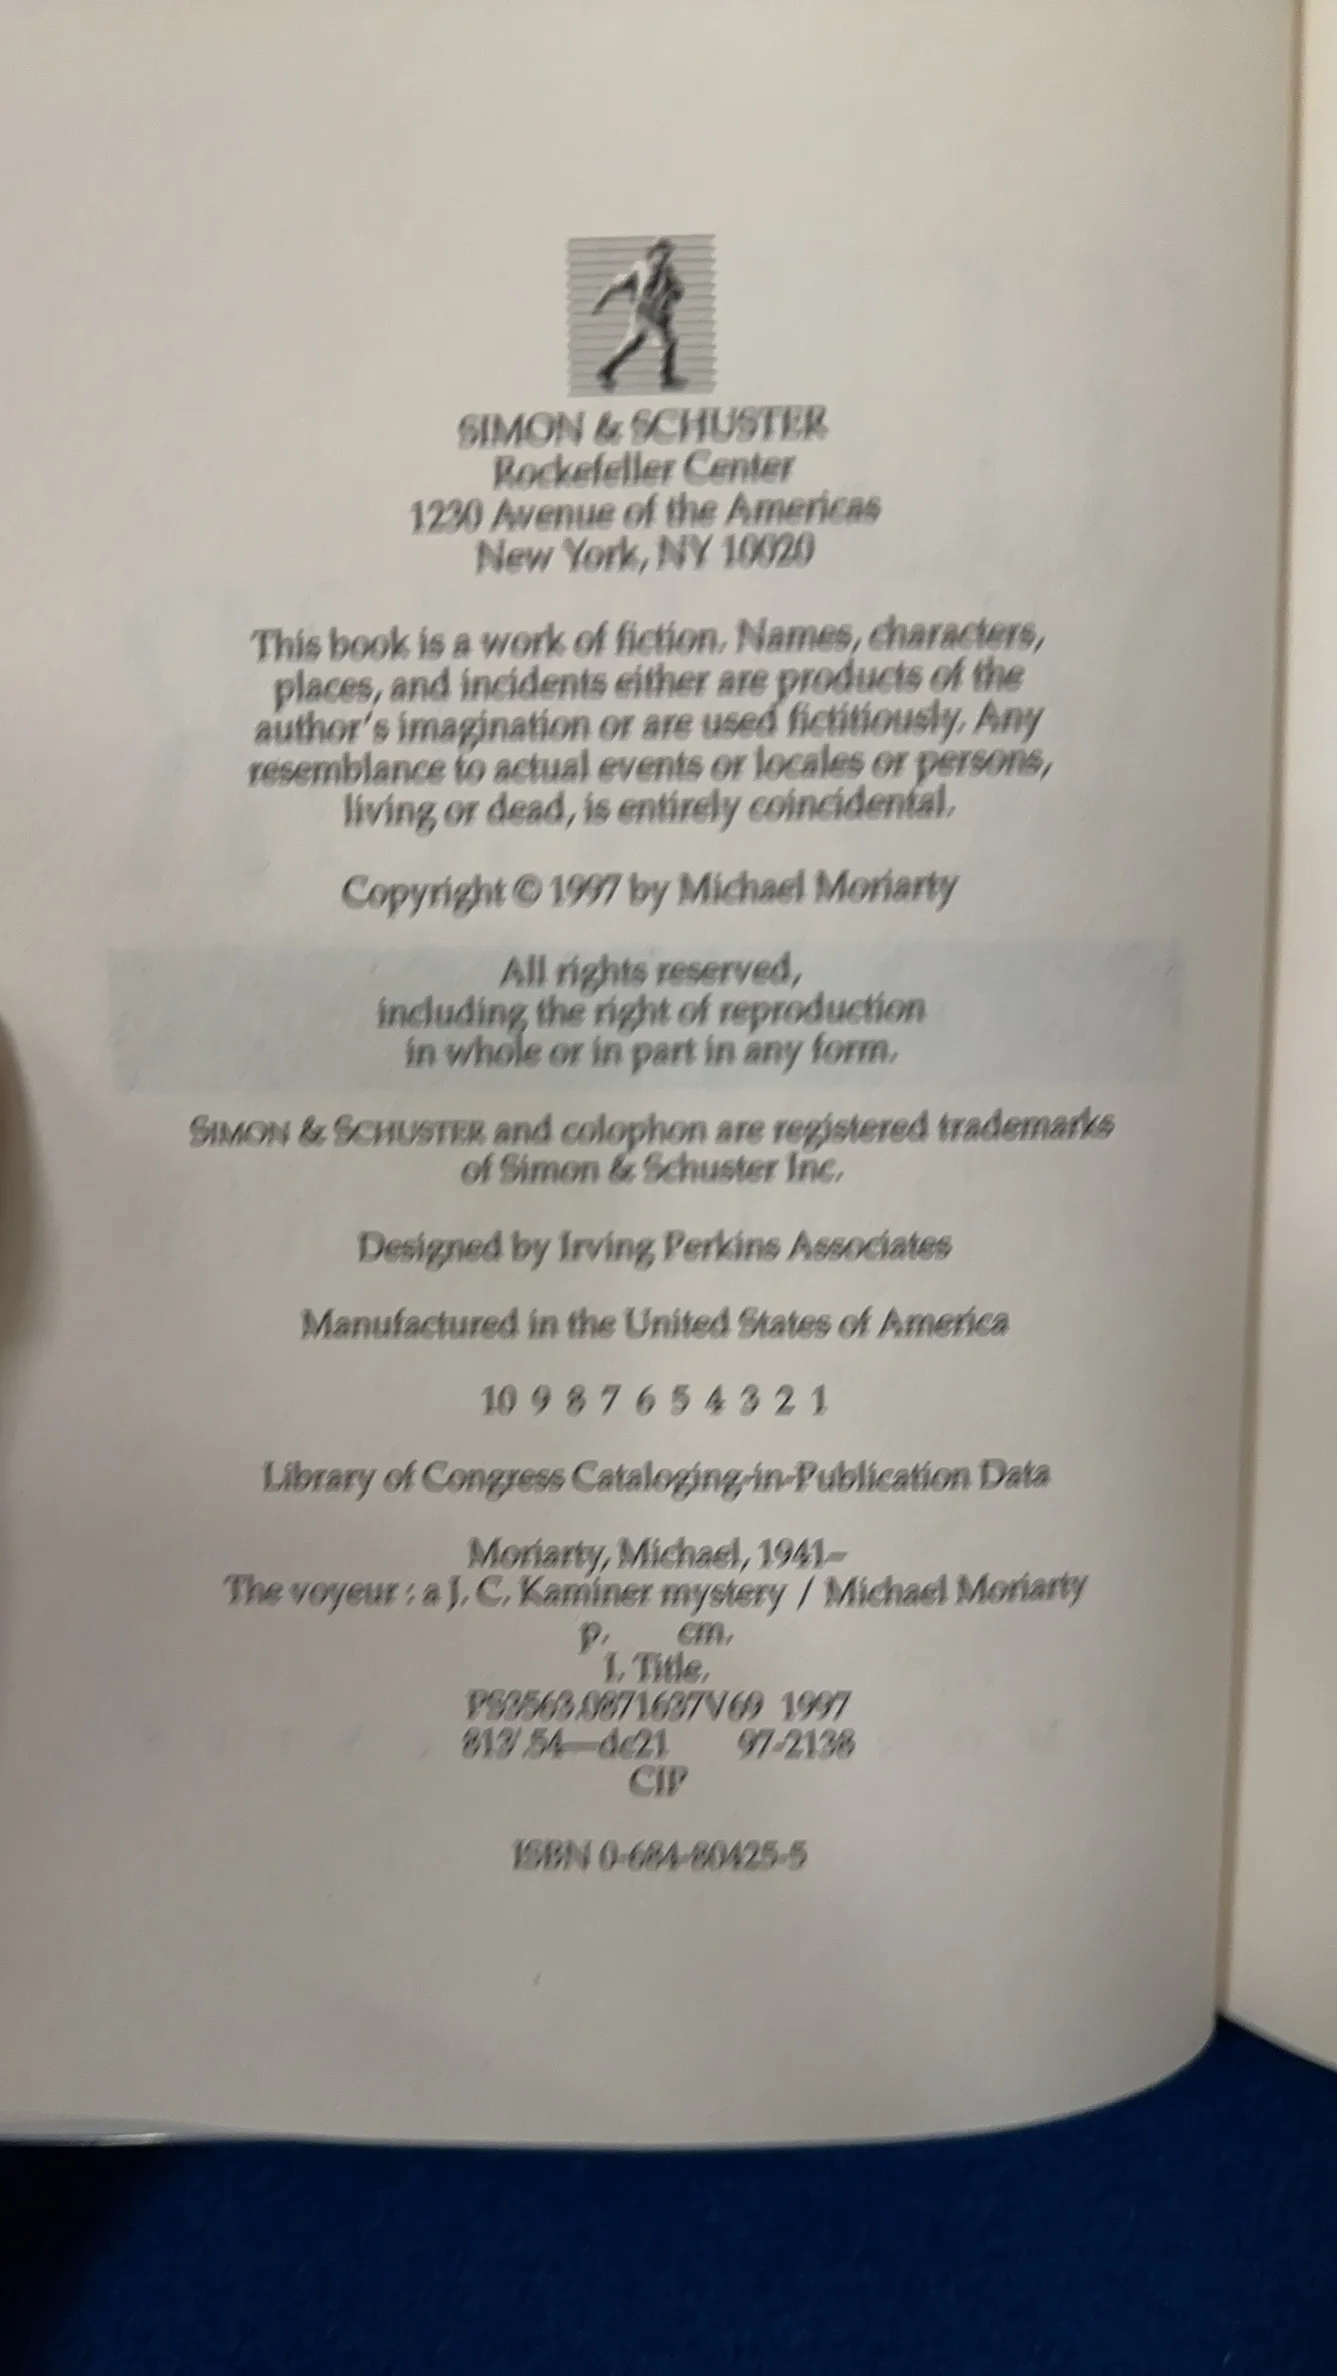 SIMON & SCHUSTER
Rockefeller Center
1230 Avenue of the Americas
New York, NY 10020
This book is a work of fiction. Names, characters,
places, and incidents either are products of the
author's imagination or are used fictitiously. Any
resemblance to actual events or locales or persons,
living or dead, is entirely coincidental.
Copyright © 1997 by Michael Moriarty
All rights reserved,
including the right of reproduction
in whole or in part in any form.
SIMON & SCHUSTER and colophon are registered trademarks
of Simon & Schuster Inc.
Designed by Irving Perkins Associates
Manufactured in the United States of America
10 9 8 7 6 5 4 3 2 1
Library of Congress Cataloging-in-Publication Data
Moriarty, Michael, 1941–
The voyeur : a J. C. Kaminer mystery / Michael Moriarty
p. cm.
I. Title.
PS3563.O871637V69 1997
813'.54—dc21 97-2138
CIP
ISBN 0-684-80425-5